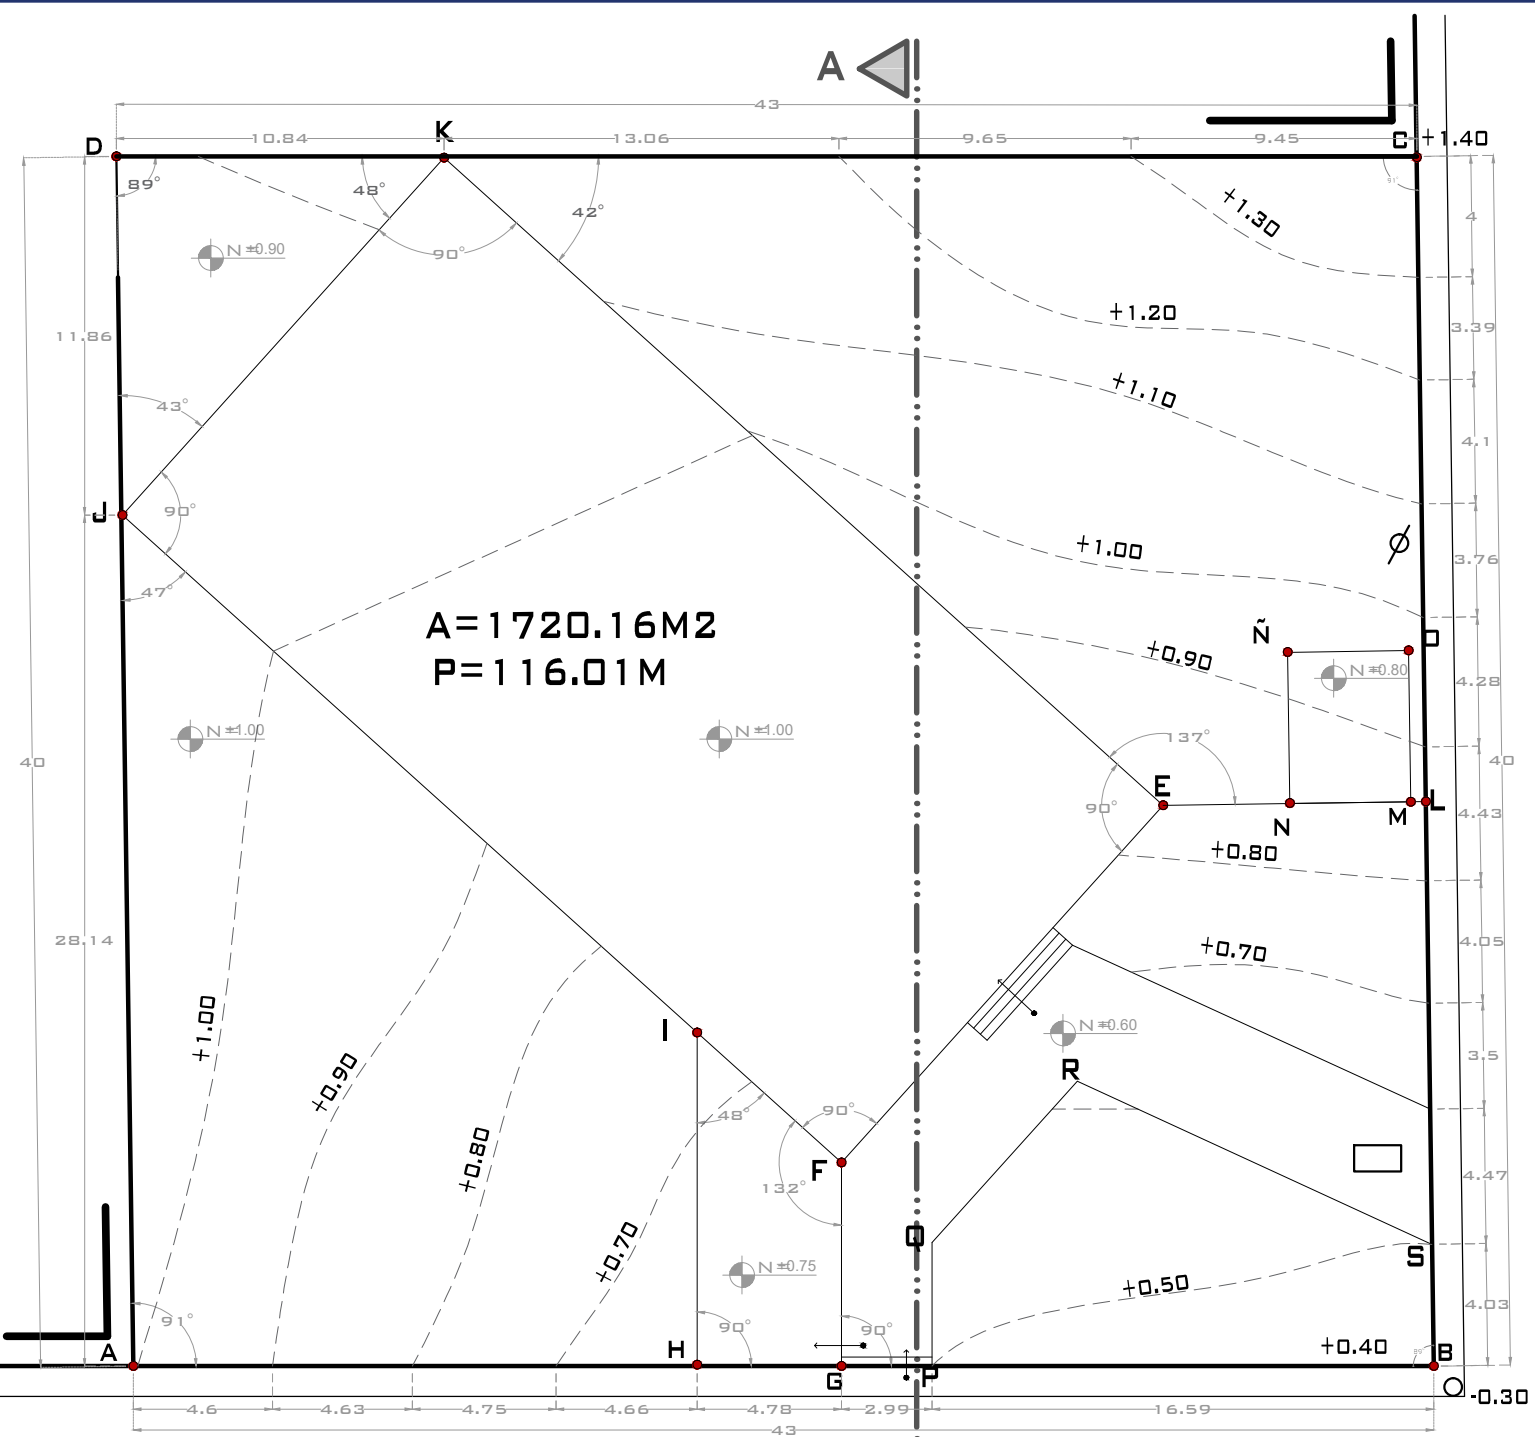 A
43
10.84
K
13.06
9.65
9.45
D
C
+1.40
89°
48°
42°
91°
+1.30
4
N ±0.90
90°
+1.20
3.39
11.86
+1.10
43°
4.1
J
90°
+1.00
3.76
47°
A=1720.16M2
Ñ
O
P=116.01M
+0.90
N ±0.80
4.28
N ±1.00
N ±1.00
137°
40
40
E
90°
L
N
M
4.43
+0.80
28.14
+0.70
4.05
+1.00
I
N ±0.60
3.5
+0.90
R
48°
90°
+0.80
F
132°
4.47
Q
+0.70
S
N ±0.75
+0.50
4.03
91°
90°
90°
A
H
+0.40
89°
B
G
P
-0.30
4.6
4.63
4.75
4.66
4.78
2.99
16.59
43